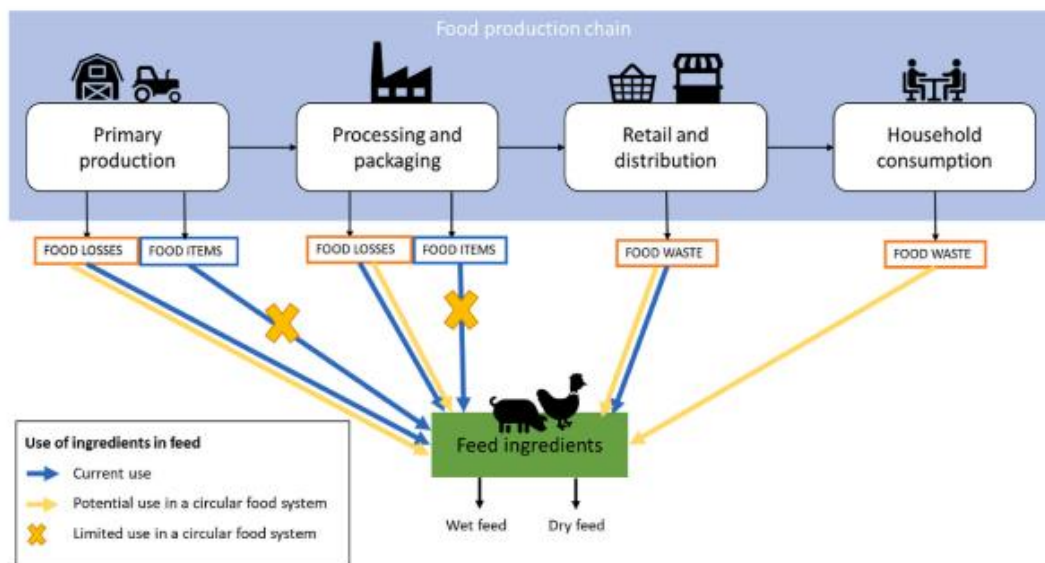 Food production chain
Primary
production
Processing and
packaging
Retail and
distribution
Household
consumption
FOOD LOSSES
FOOD ITEMS
FOOD LOSSES
FOOD ITEMS
FOOD WASTE
FOOD WASTE
Feed ingredients
Wet feed
Dry feed
Use of ingredients in feed
Current use
Potential use in a circular food system
Limited use in a circular food system